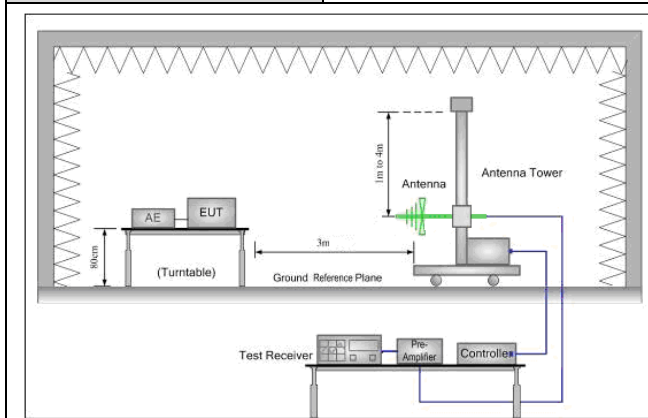 1m to 4m
Antenna
Antenna Tower
AE
EUT
80cm
(Turntable)
3m
Ground Reference Plane
Test Receiver
Pre-
Amplifier
Controller